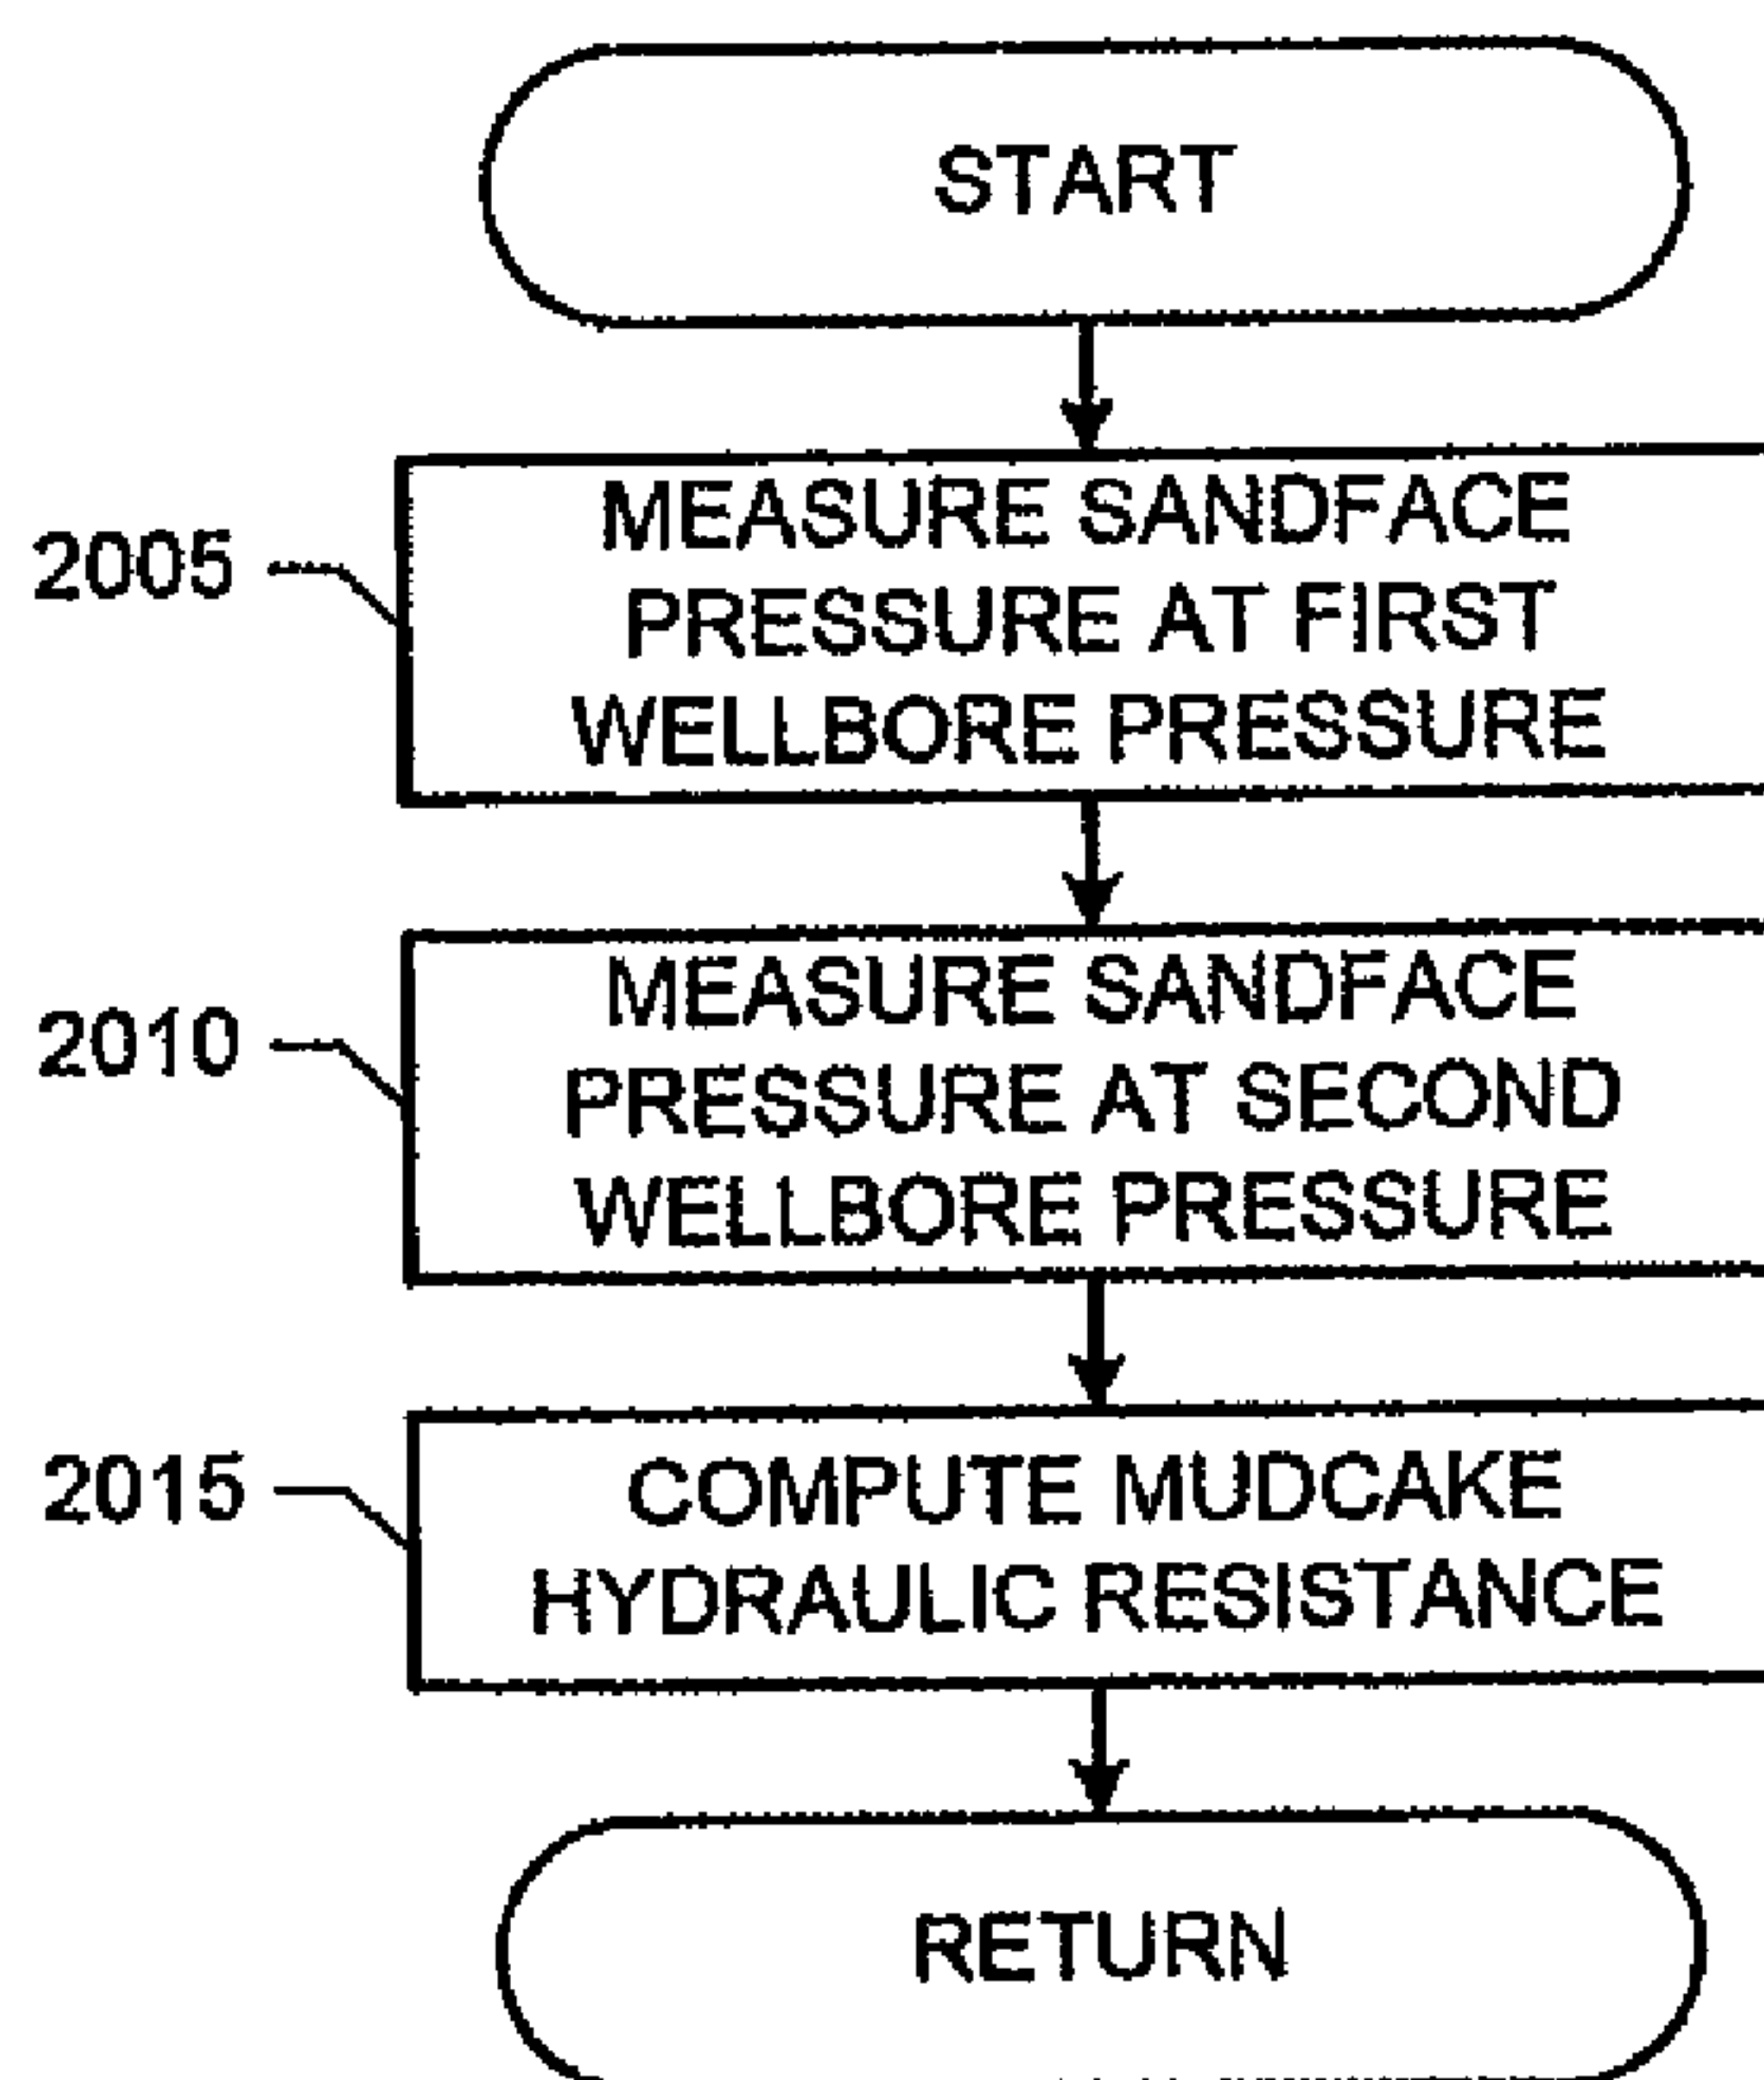 START
2005
MEASURE SANDFACE
PRESSURE AT FIRST
WELLBORE PRESSURE
2010
MEASURE SANDFACE
PRESSURE AT SECOND
WELLBORE PRESSURE
2015
COMPUTE MUDCAKE
HYDRAULIC RESISTANCE
RETURN